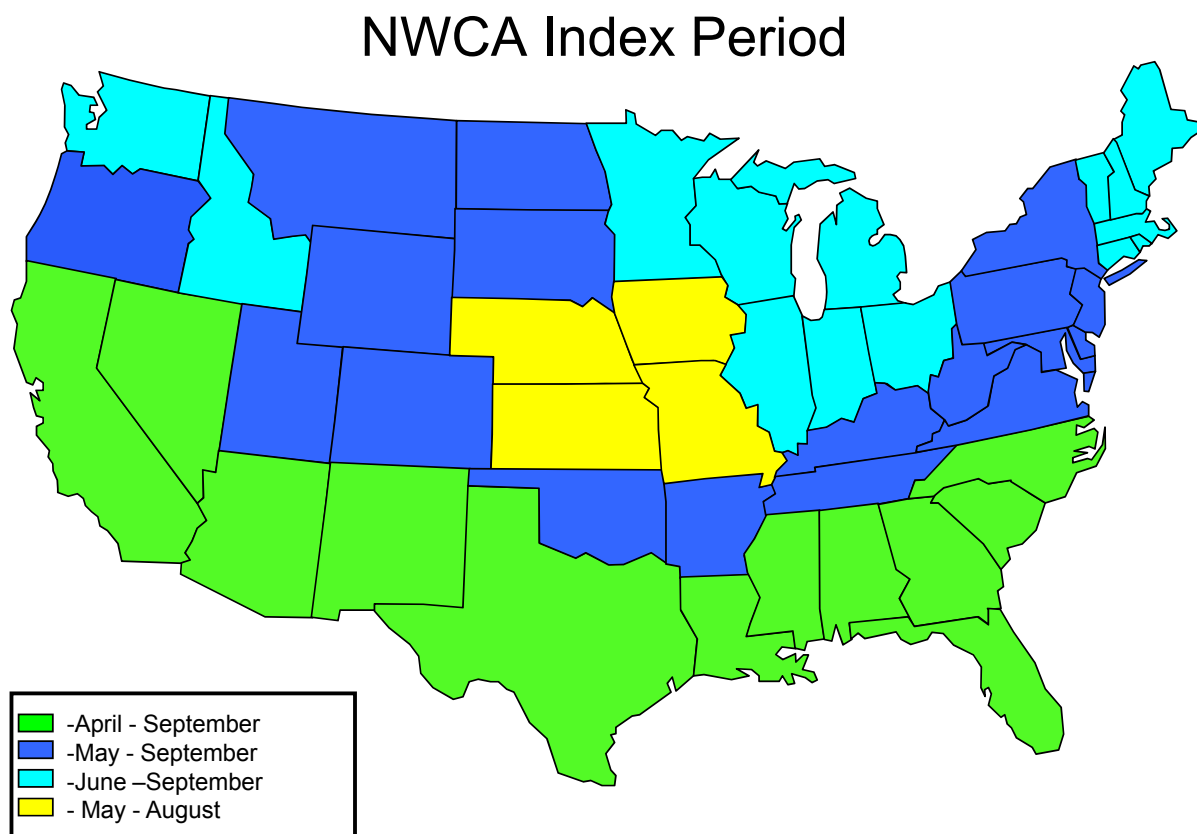 NWCA Index Period
-April - September
-May - September
-June –September
- May - August